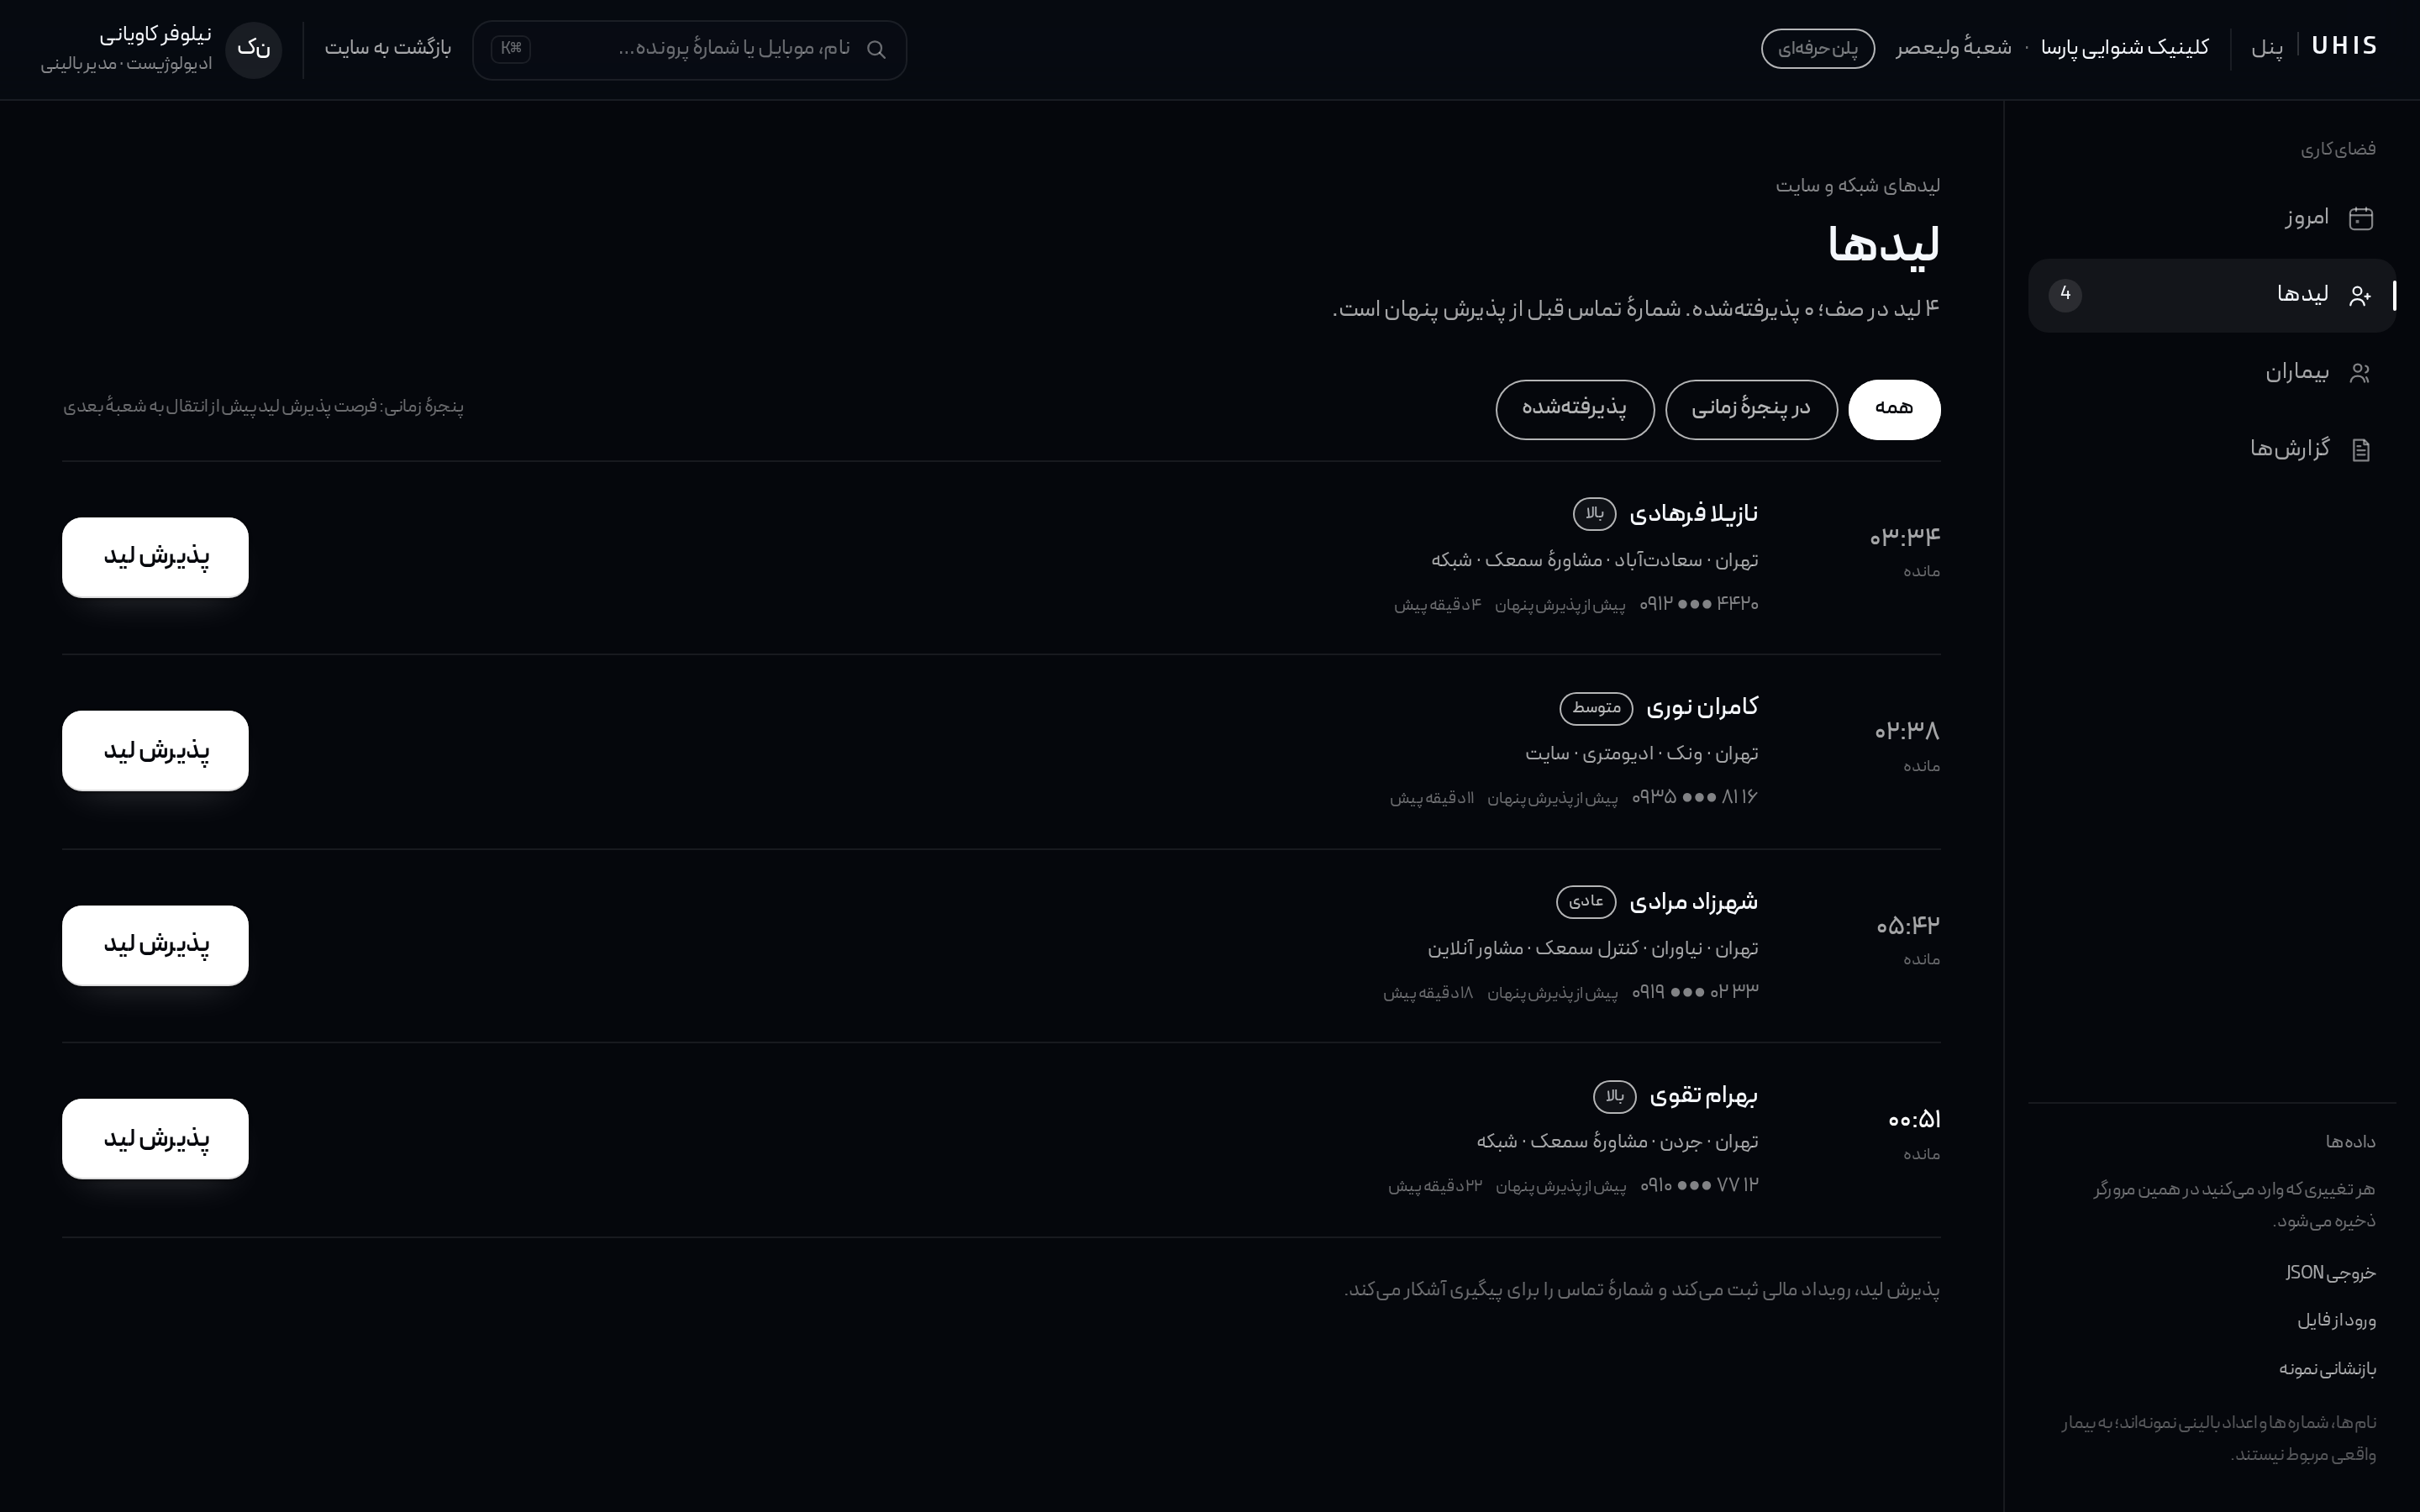 UHIS | پنل
کلینیک شنوایی پارسا · شعبهٔ ولیعصر
پلن حرفه‌ای
نام، موبایل یا شمارهٔ پرونده...
⌘K
بازگشت به سایت
ن‌ک
نیلوفر کاویانی
ادیولوژیست · مدیر بالینی
فضای کاری
امروز
لیدها 4
بیماران
گزارش‌ها
لیدهای شبکه و سایت
لیدها
۴ لید در صف؛ ۰ پذیرفته‌شده. شمارهٔ تماس قبل از پذیرش پنهان است.
همه
در پنجرهٔ زمانی
پذیرفته‌شده
پنجرهٔ زمانی: فرصت پذیرش لید پیش از انتقال به شعبهٔ بعدی
۰۳:۳۴
مانده
نازیلا فرهادی بالا
تهران · سعادت‌آباد · مشاورهٔ سمعک · شبکه
۰۹۱۲ ●●● ۴۴۲۰ پیش از پذیرش پنهان ۴ دقیقه پیش
پذیرش لید
۰۲:۳۸
مانده
کامران نوری متوسط
تهران · ونک · ادیومتری · سایت
۰۹۳۵ ●●● ۸۱۱۶ پیش از پذیرش پنهان ۱۱ دقیقه پیش
پذیرش لید
۰۵:۴۲
مانده
شهرزاد مرادی عادی
تهران · نیاوران · کنترل سمعک · مشاور آنلاین
۰۹۱۹ ●●● ۰۲۳۳ پیش از پذیرش پنهان ۱۸ دقیقه پیش
پذیرش لید
۰۰:۵۱
مانده
بهرام تقوی بالا
تهران · جردن · مشاورهٔ سمعک · شبکه
۰۹۱۰ ●●● ۷۷۱۲ پیش از پذیرش پنهان ۲۲ دقیقه پیش
پذیرش لید
پذیرش لید، رویداد مالی ثبت می‌کند و شمارهٔ تماس را برای پیگیری آشکار می‌کند.
داده‌ها
هر تغییری که وارد می‌کنید در همین مرورگر
ذخیره می‌شود.
خروجی JSON
ورود از فایل
بازنشانی نمونه
نام‌ها، شماره‌ها و اعداد بالینی نمونه‌اند؛ به بیمار
واقعی مربوط نیستند.